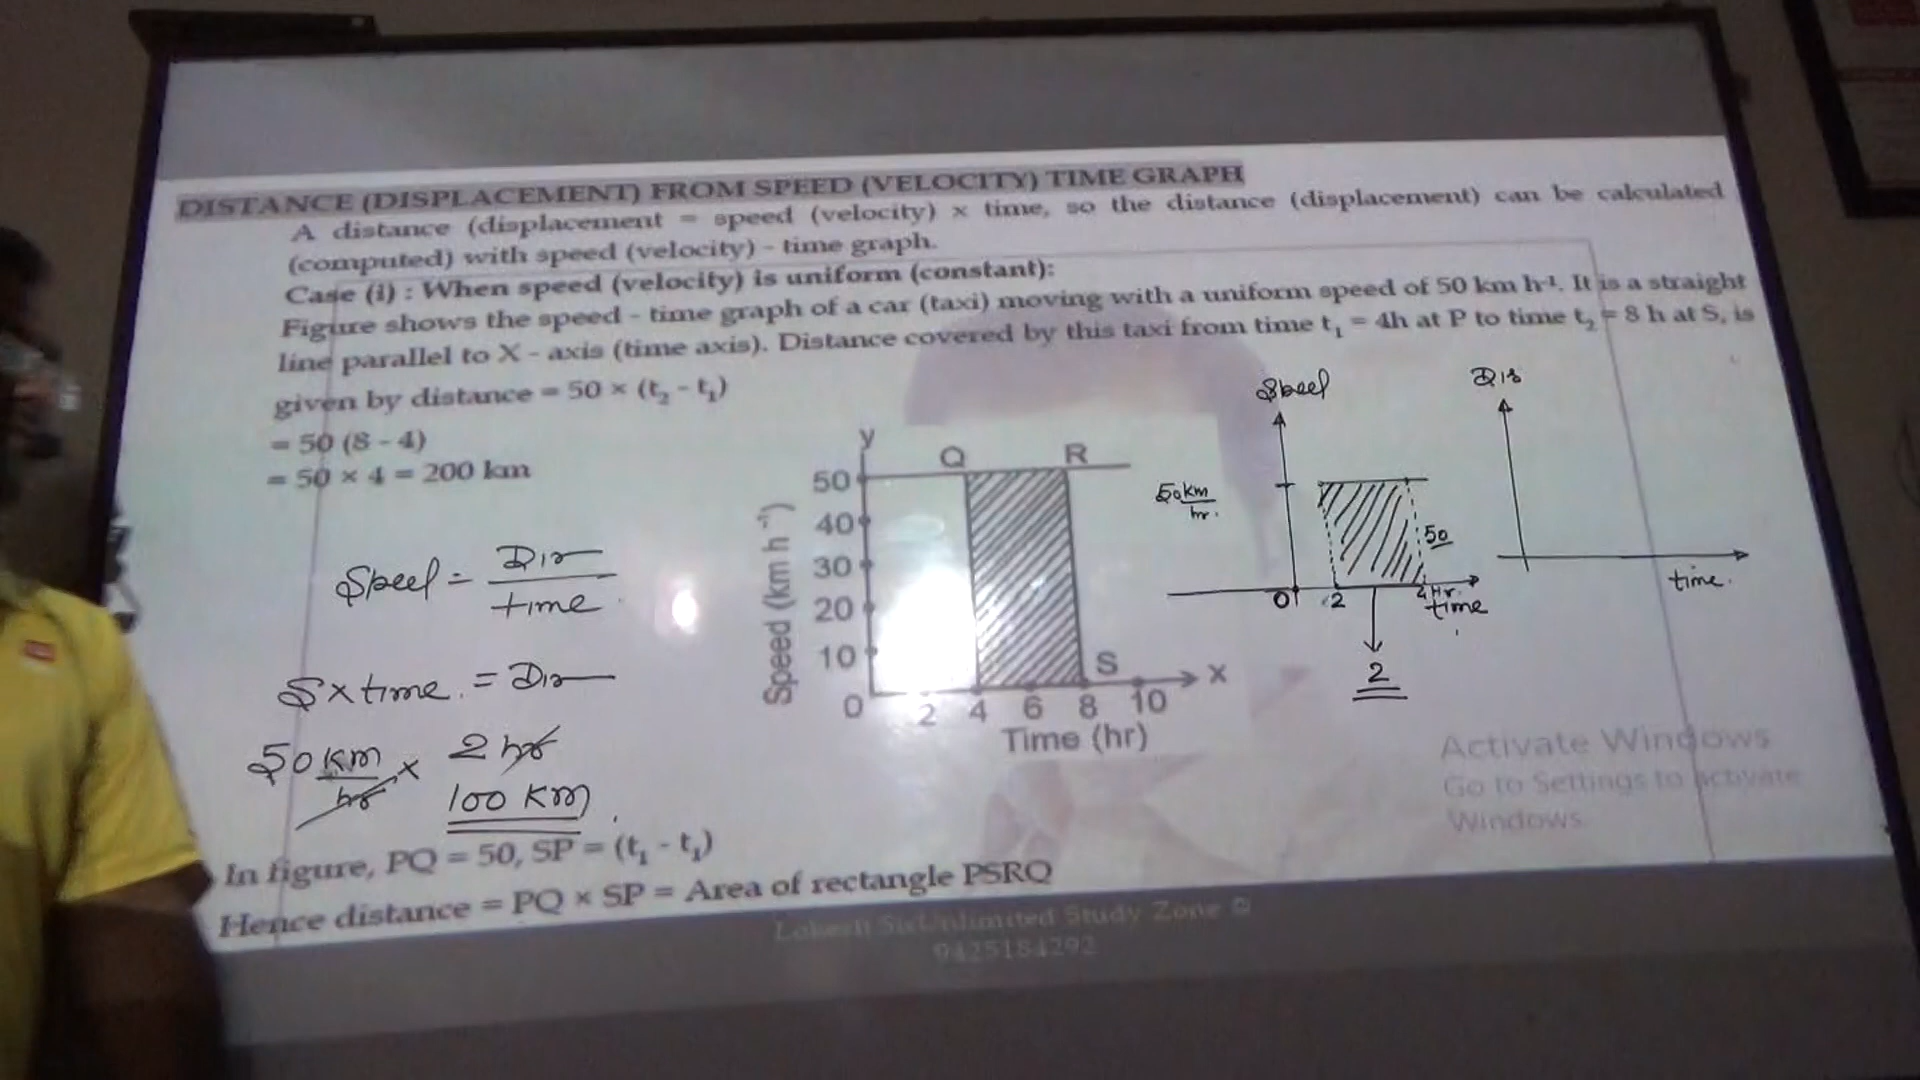 DISTANCE (DISPLACEMENT) FROM SPEED (VELOCITY) TIME GRAPH
A distance (displacement = speed (velocity) × time, so the distance (displacement) can be calculated
(computed) with speed (velocity) - time graph.
Case (i) : When speed (velocity) is uniform (constant):
Figure shows the speed - time graph of a car (taxi) moving with a uniform speed of 50 km h⁻¹. It is a straight
line parallel to X - axis (time axis). Distance covered by this taxi from time t₁ = 4h at P to time t₂ = 8 h at S, is
given by distance = 50 × (t₂ - t₁)
= 50 (8 - 4)
= 50 × 4 = 200 km
Speed = Dis / time
S × time = Dis
50 km/hr × 2 hr
100 km
y
Q R
50
40
30
20
10
0
2 4 6 8 10
S
x
Speed (km h⁻¹)
Time (hr)
Speed
50 km/hr.
50
0 2 4 Hr.
time
2
Dis
time.
In figure, PQ = 50, SP = (t₁ - t₁)
Hence distance = PQ × SP = Area of rectangle PSRQ
Activate Windows
Go to Settings to activate
Windows.
Study Zone
9425184292